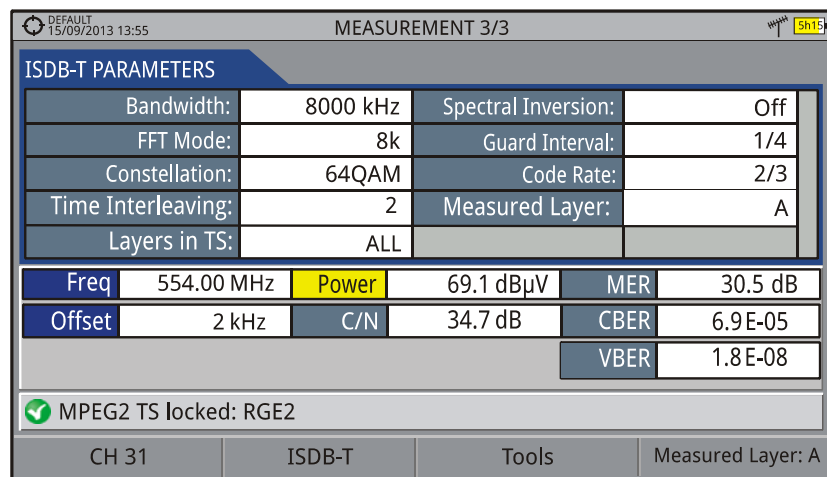 DEFAULT
15/09/2013 13:55
MEASUREMENT 3/3
5h15
ISDB-T PARAMETERS
Bandwidth: 8000 kHz Spectral Inversion: Off
FFT Mode: 8k Guard Interval: 1/4
Constellation: 64QAM Code Rate: 2/3
Time Interleaving: 2 Measured Layer: A
Layers in TS: ALL
Freq 554.00 MHz Power 69.1 dBµV MER 30.5 dB
Offset 2 kHz C/N 34.7 dB CBER 6.9E-05
VBER 1.8E-08
MPEG2 TS locked: RGE2
CH 31 ISDB-T Tools Measured Layer: A